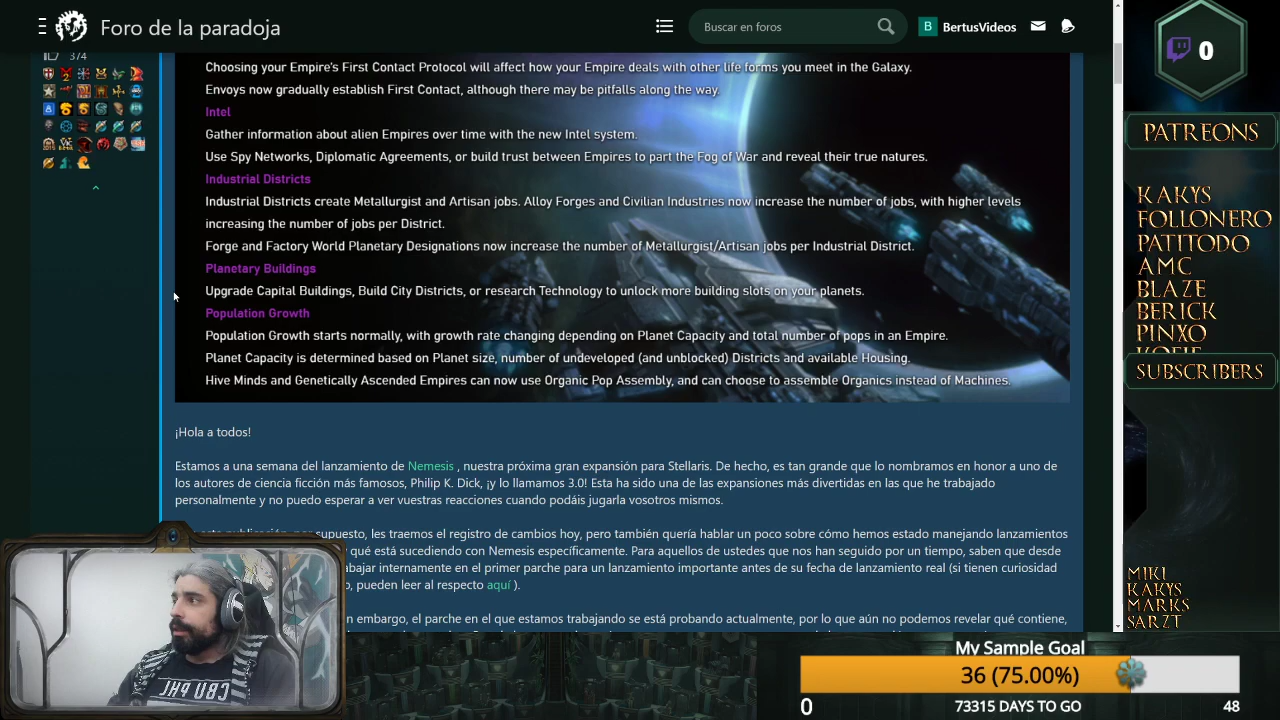 Foro de la paradoja
Buscar en foros
B
BertusVideos
374
Choosing your Empire's First Contact Protocol will affect how your Empire deals with other life forms you meet in the Galaxy.
Envoys now gradually establish First Contact, although there may be pitfalls along the way.
Intel
Gather information about alien Empires over time with the new Intel system.
Use Spy Networks, Diplomatic Agreements, or build trust between Empires to part the Fog of War and reveal their true natures.
Industrial Districts
Industrial Districts create Metallurgist and Artisan jobs. Alloy Forges and Civilian Industries now increase the number of jobs, with higher levels
increasing the number of jobs per District.
Forge and Factory World Planetary Designations now increase the number of Metallurgist/Artisan jobs per Industrial District.
Planetary Buildings
Upgrade Capital Buildings, Build City Districts, or research Technology to unlock more building slots on your planets.
Population Growth
Population Growth starts normally, with growth rate changing depending on Planet Capacity and total number of pops in an Empire.
Planet Capacity is determined based on Planet size, number of undeveloped (and unblocked) Districts and available Housing.
Hive Minds and Genetically Ascended Empires can now use Organic Pop Assembly, and can choose to assemble Organics instead of Machines.
¡Hola a todos!
Estamos a una semana del lanzamiento de Nemesis , nuestra próxima gran expansión para Stellaris. De hecho, es tan grande que lo nombramos en honor a uno de
los autores de ciencia ficción más famosos, Philip K. Dick, ¡y lo llamamos 3.0! Esta ha sido una de las expansiones más divertidas en las que he trabajado
personalmente y no puedo esperar a ver vuestras reacciones cuando podáis jugarla vosotros mismos.
supuesto, les traemos el registro de cambios hoy, pero también quería hablar un poco sobre cómo hemos estado manejando lanzamientos
qué está sucediendo con Nemesis específicamente. Para aquellos de ustedes que nos han seguido por un tiempo, saben que desde
abajar internamente en el primer parche para un lanzamiento importante antes de su fecha de lanzamiento real (si tienen curiosidad
o, pueden leer al respecto aquí ).
n embargo, el parche en el que estamos trabajando se está probando actualmente, por lo que aún no podemos revelar qué contiene,
0
PATREONS
KAKYS
FOLLONERO
PATITODO
AMC
BLAZE
BERICK
PINXO
SUBSCRIBERS
MIKI
KAKYS
MARKS
SARZT
CBU PHL
My Sample Goal
36 (75.00%)
0
73315 DAYS TO GO
48